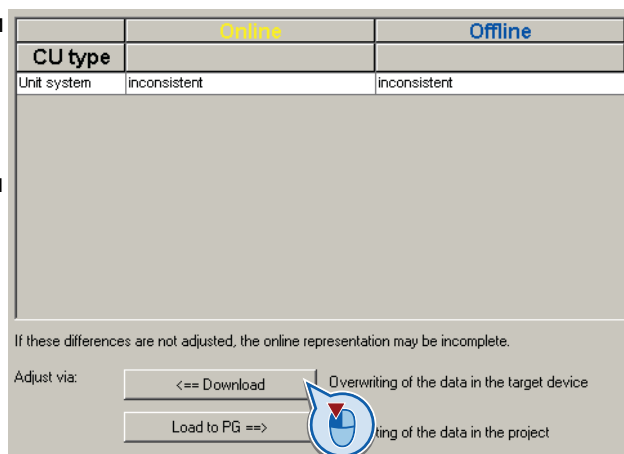 Online Offline
CU type
Unit system inconsistent inconsistent
If these differences are not adjusted, the online representation may be incomplete.
Adjust via: <== Download Overwriting of the data in the target device
Load to PG ==> ting of the data in the project